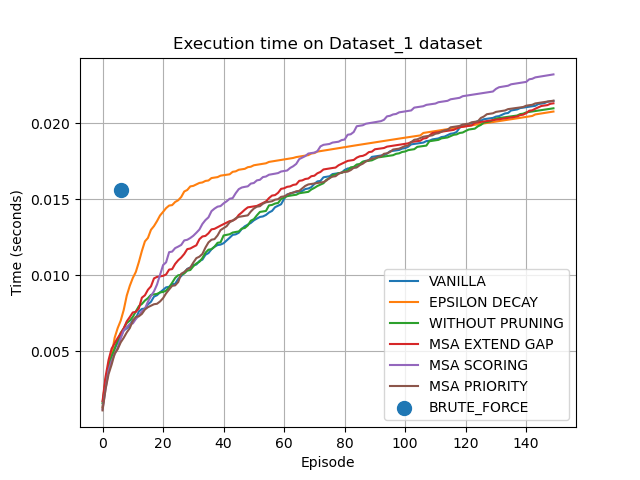 Execution time on Dataset_1 dataset
Time (seconds)
0.020
0.015
0.010
0.005
0 20 40 60 80 100 120 140
Episode
VANILLA
EPSILON DECAY
WITHOUT PRUNING
MSA EXTEND GAP
MSA SCORING
MSA PRIORITY
BRUTE_FORCE